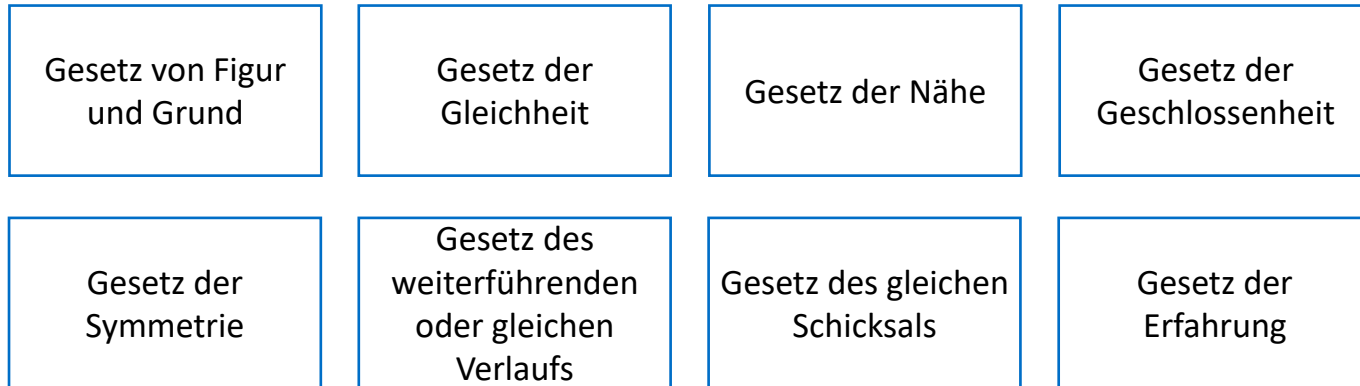 Gesetz von Figur
und Grund
Gesetz der
Gleichheit
Gesetz der Nähe
Gesetz der
Geschlossenheit
Gesetz der
Symmetrie
Gesetz des
weiterführenden
oder gleichen
Verlaufs
Gesetz des gleichen
Schicksals
Gesetz der
Erfahrung